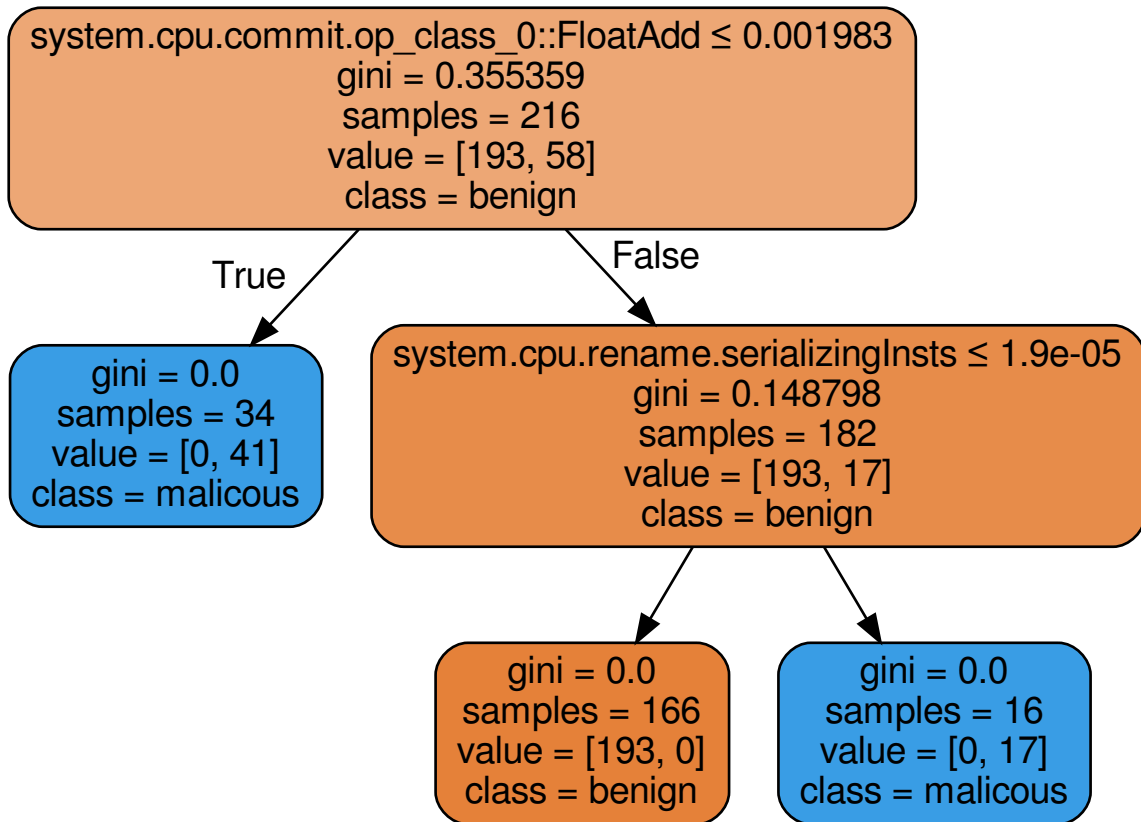 system.cpu.commit.op_class_0::FloatAdd ≤ 0.001983
gini = 0.355359
samples = 216
value = [193, 58]
class = benign
True
False
gini = 0.0
samples = 34
value = [0, 41]
class = malicous
system.cpu.rename.serializingInsts ≤ 1.9e-05
gini = 0.148798
samples = 182
value = [193, 17]
class = benign
gini = 0.0
samples = 166
value = [193, 0]
class = benign
gini = 0.0
samples = 16
value = [0, 17]
class = malicous